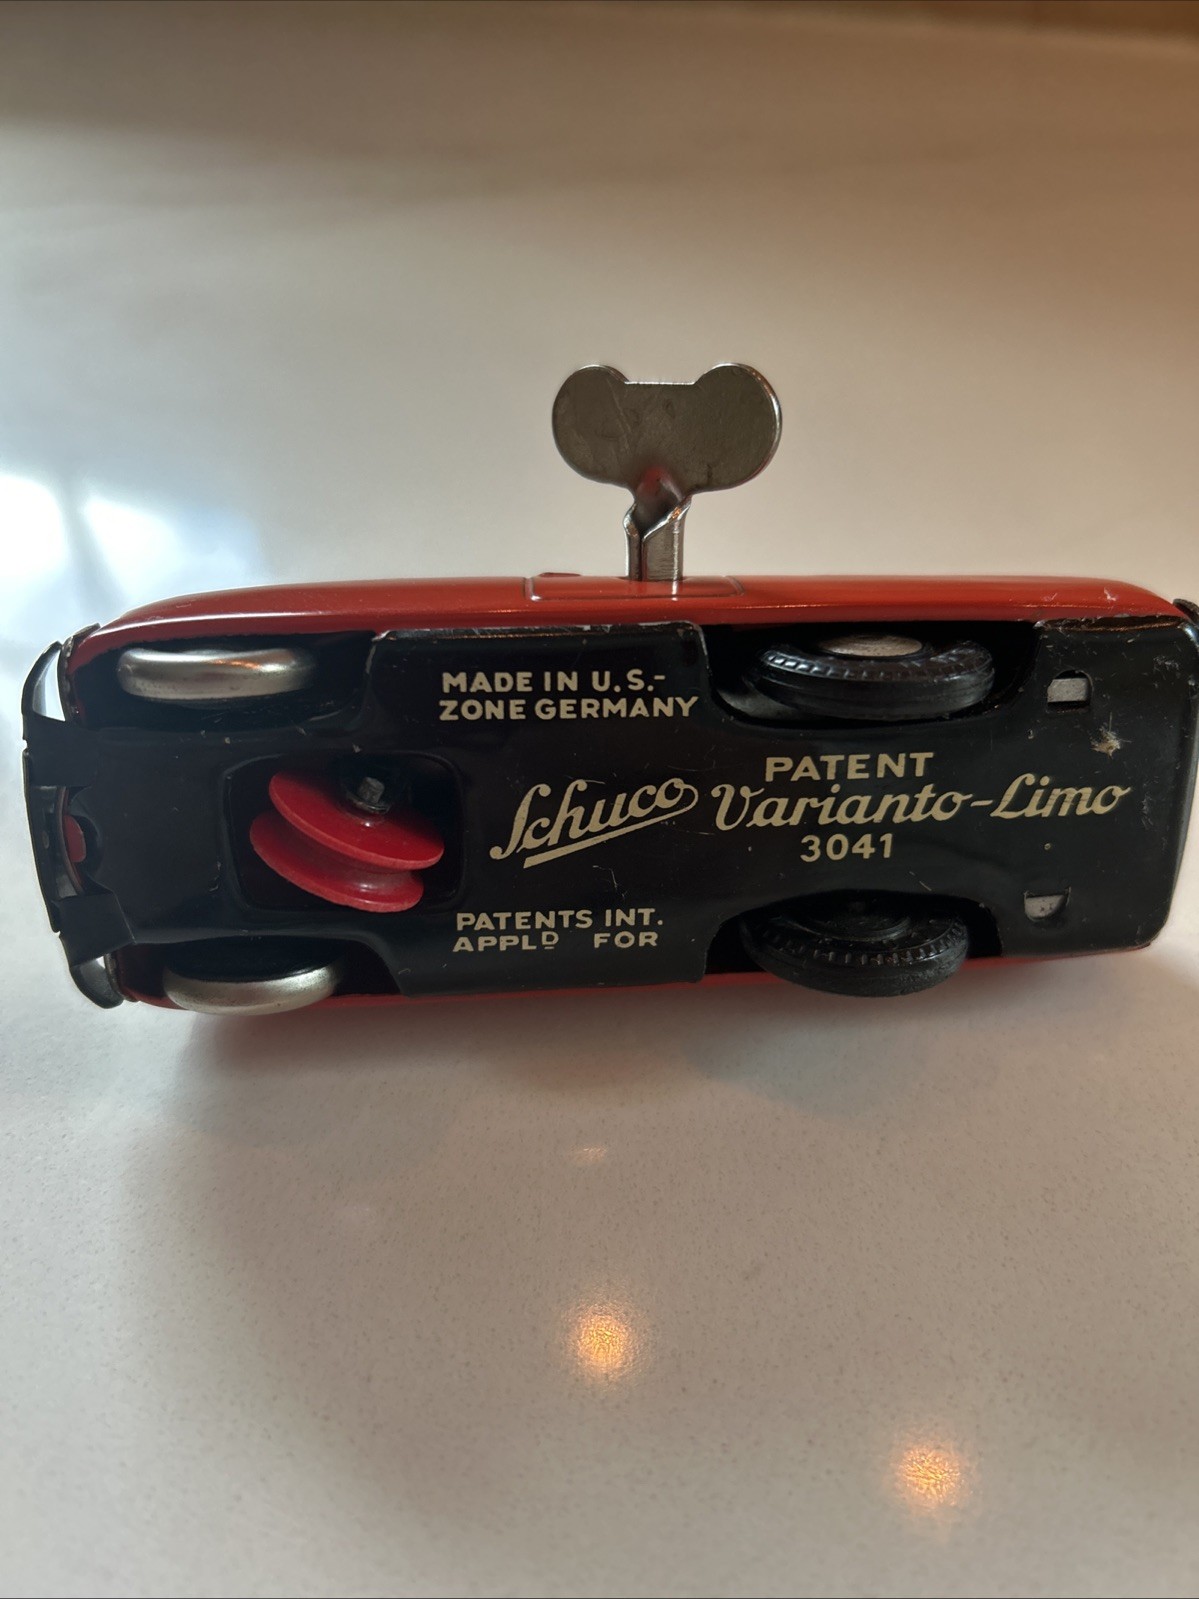 MADE IN U.S.-
ZONE GERMANY
Schuco
PATENT
Varianto-Limo
3041
PATENTS INT.
APPLD FOR